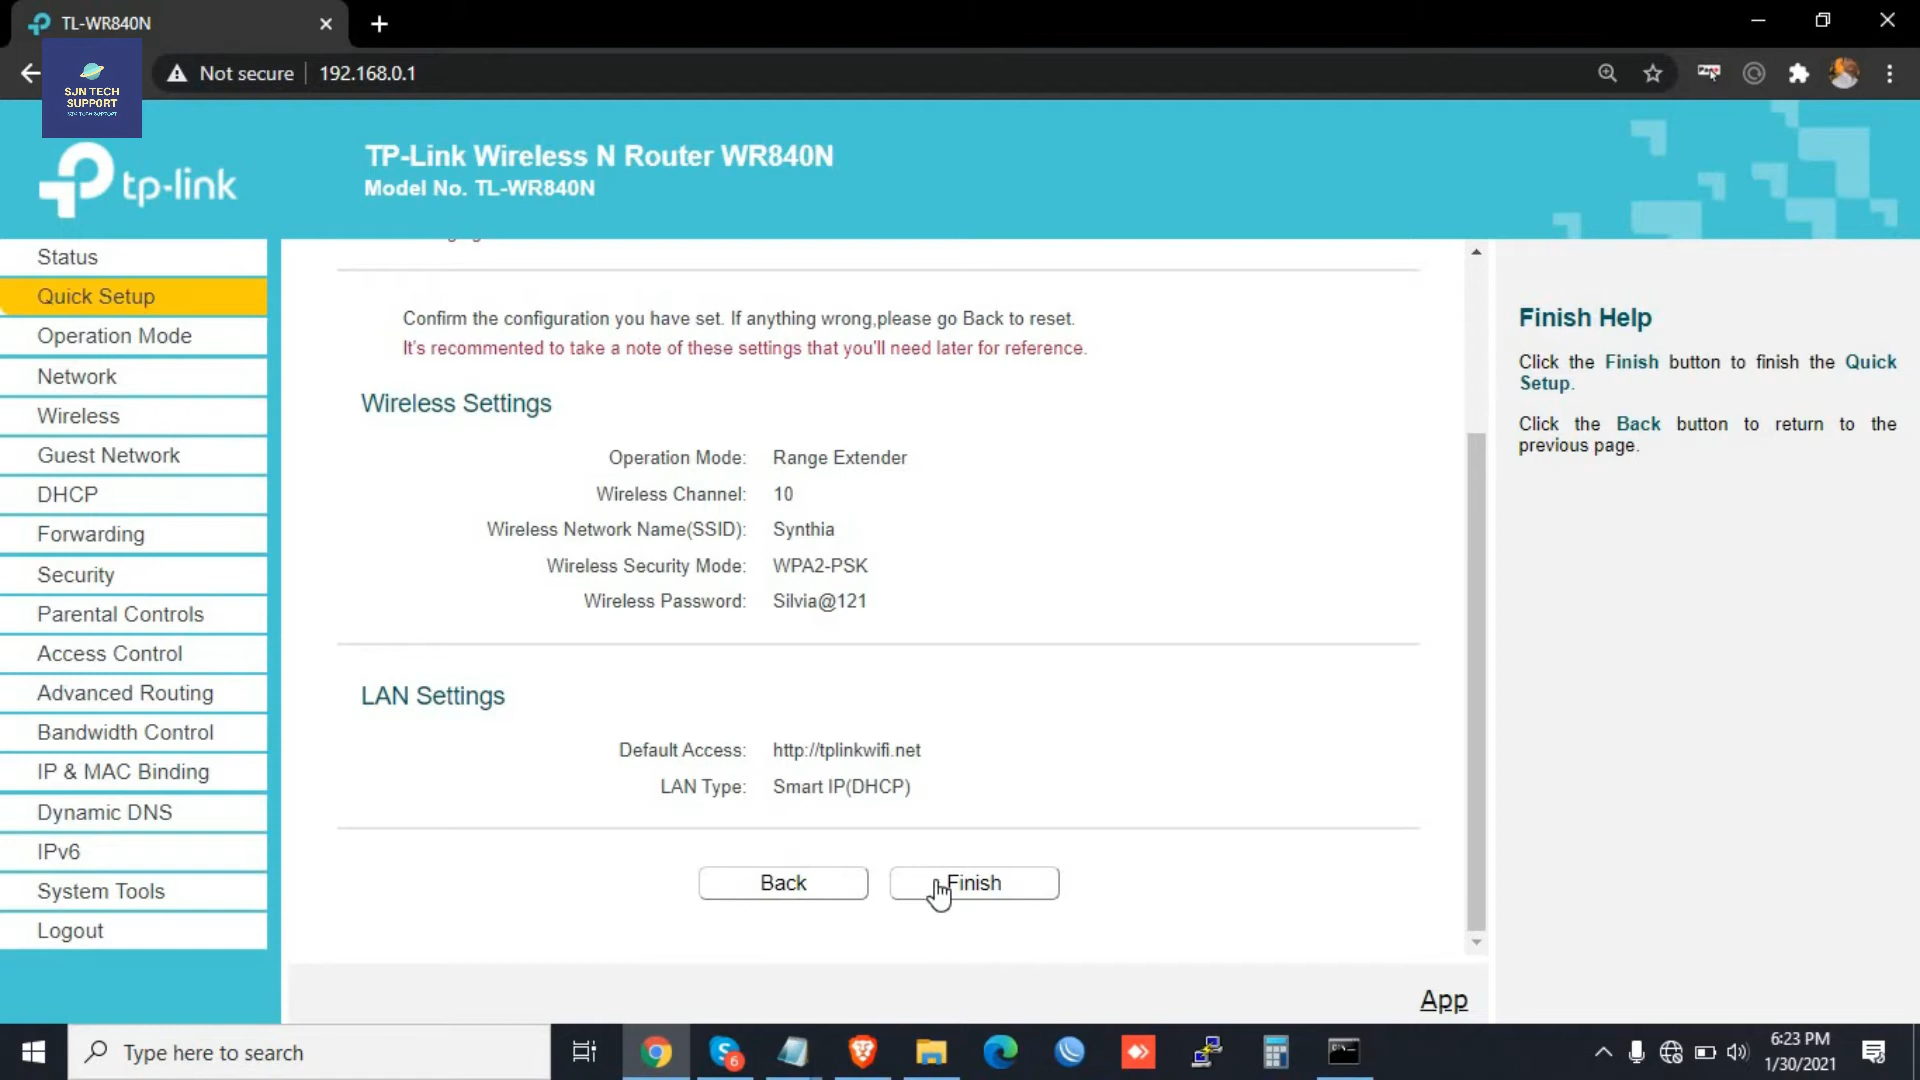 TL-WR840N
Not secure
192.168.0.1
SJN TECH
SUPPORT
SJN TECH SUPPORT
tp-link
TP-Link Wireless N Router WR840N
Model No. TL-WR840N
Status
Quick Setup
Operation Mode
Network
Wireless
Guest Network
DHCP
Forwarding
Security
Parental Controls
Access Control
Advanced Routing
Bandwidth Control
IP & MAC Binding
Dynamic DNS
IPv6
System Tools
Logout
Confirm the configuration you have set. If anything wrong,please go Back to reset.
It's recommented to take a note of these settings that you'll need later for reference.
Wireless Settings
Operation Mode: Range Extender
Wireless Channel: 10
Wireless Network Name(SSID): Synthia
Wireless Security Mode: WPA2-PSK
Wireless Password: Silvia@121
LAN Settings
Default Access: http://tplinkwifi.net
LAN Type: Smart IP(DHCP)
Back
Finish
App
Finish Help
Click the Finish button to finish the Quick
Setup.
Click the Back button to return to the
previous page.
Type here to search
6
6:23 PM
1/30/2021